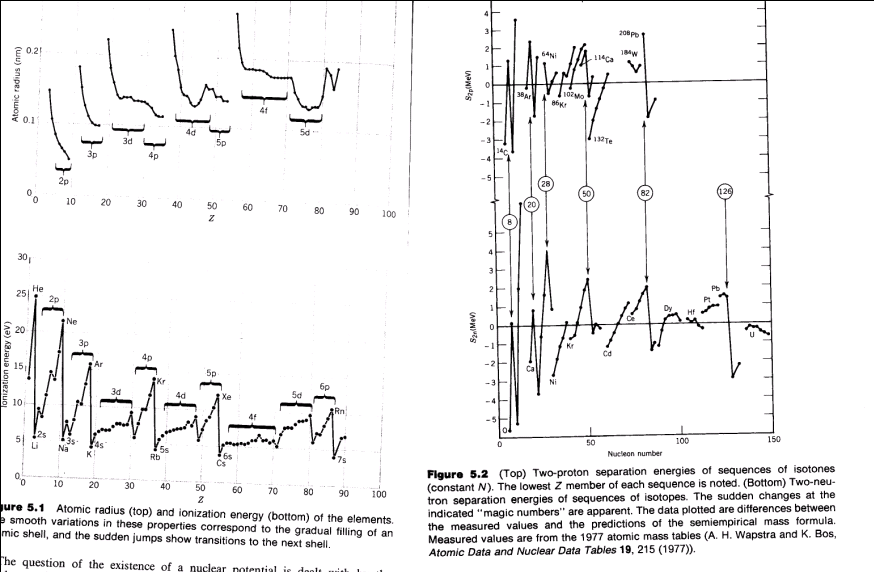 Atomic radius (nm)
0.2
0.1
0
2p
3p
3d
4p
4d
5p
4f
5d
0 10 20 30 40 50 60 70 80 90 100
Z
Ionization energy (eV)
30
25
20
15
10
5
0
He
2p
Ne
3p
Ar
4p
Kr
5p
Xe
6p
Rn
3d
4d
4f
5d
2s
Li
3s
Na
4s
K
5s
Rb
6s
Cs
7s
0 10 20 30 40 50 60 70 80 90 100
Z
gure 5.1 Atomic radius (top) and ionization energy (bottom) of the elements.
e smooth variations in these properties correspond to the gradual filling of an
mic shell, and the sudden jumps show transitions to the next shell.
The question of the existence of a nuclear potential is dealt with
S2p(MeV)
4
3
2
1
0
−1
−2
−3
−4
−5
14C
38Ar
64Ni
86Kr
102Mo
114Ca
132Te
184W
208Pb
8
20
28
50
82
126
S2n(MeV)
5
4
3
2
1
0
−1
−2
−3
−4
−5
O
Ca
Ni
Kr
Cd
Ce
Dy
Hf
Pt
Pb
U
0 50 100 150
Nucleon number
Figure 5.2 (Top) Two-proton separation energies of sequences of isotones
(constant N). The lowest Z member of each sequence is noted. (Bottom) Two-neu-
tron separation energies of sequences of isotopes. The sudden changes at the
indicated "magic numbers" are apparent. The data plotted are differences between
the measured values and the predictions of the semiempirical mass formula.
Measured values are from the 1977 atomic mass tables (A. H. Wapstra and K. Bos,
Atomic Data and Nuclear Data Tables 19, 215 (1977)).